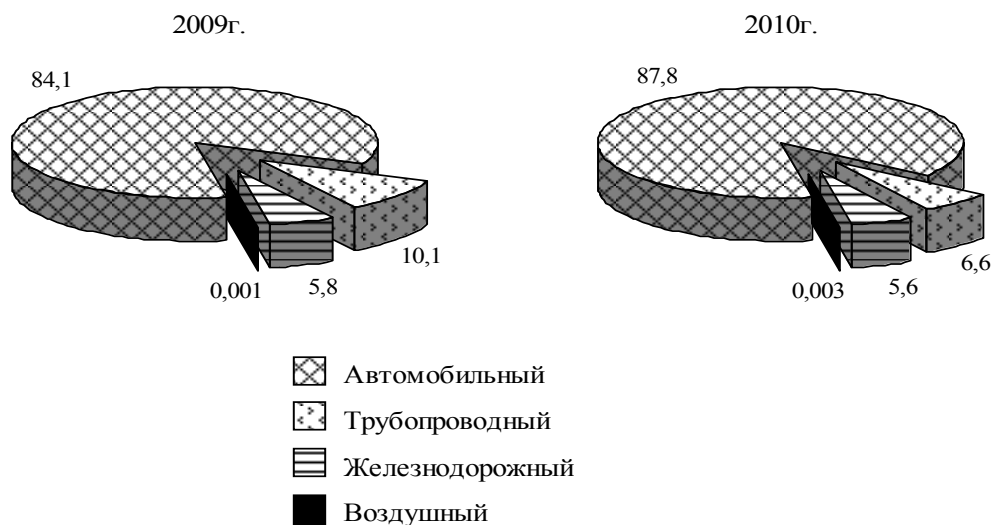 2009г.
2010г.
84,1
87,8
10,1
6,6
0,001
5,8
0,003
5,6
Автомобильный
Трубопроводный
Железнодорожный
Воздушный